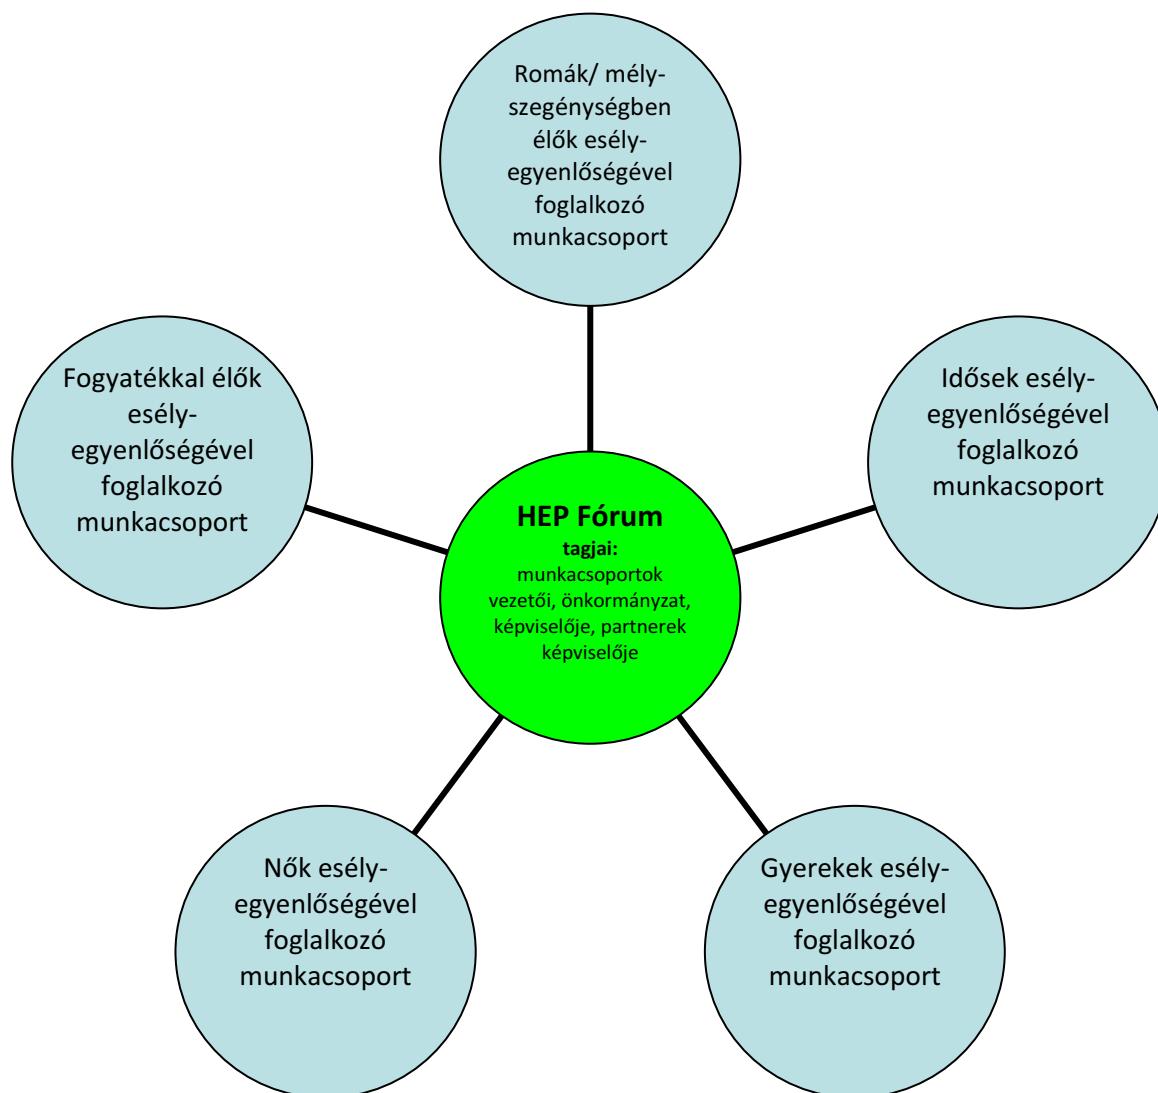 Romák/ mély-
szegénységben
élők esély-
egyenlőségével
foglalkozó
munkacsoport
Fogyatékkal élők
esély-
egyenlőségével
foglalkozó
munkacsoport
Idősek esély-
egyenlőségével
foglalkozó
munkacsoport
HEP Fórum
tagjai:
munkacsoportok
vezetői, önkormányzat,
képviselője, partnerek
képviselője
Nők esély-
egyenlőségével
foglalkozó
munkacsoport
Gyerekek esély-
egyenlőségével
foglalkozó
munkacsoport